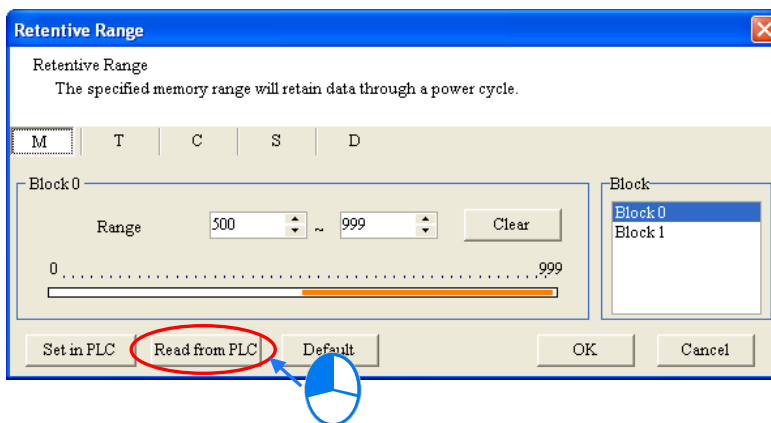 Retentive Range
Retentive Range
The specified memory range will retain data through a power cycle.
M T C S D
Block 0
Block
Range 500 ~ 999 Clear
Block 0
Block 1
0 999
Set in PLC Read from PLC Default OK Cancel